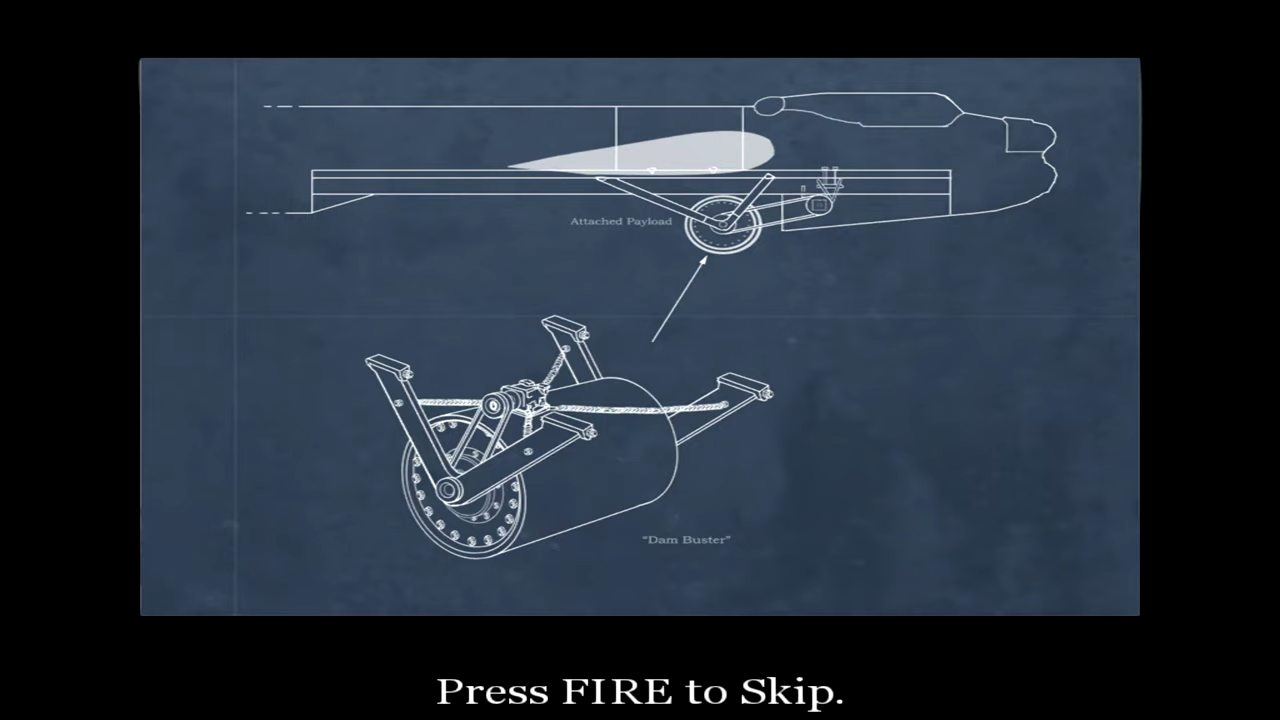 Attached Payload
"Dam Buster"
Press FIRE to Skip.